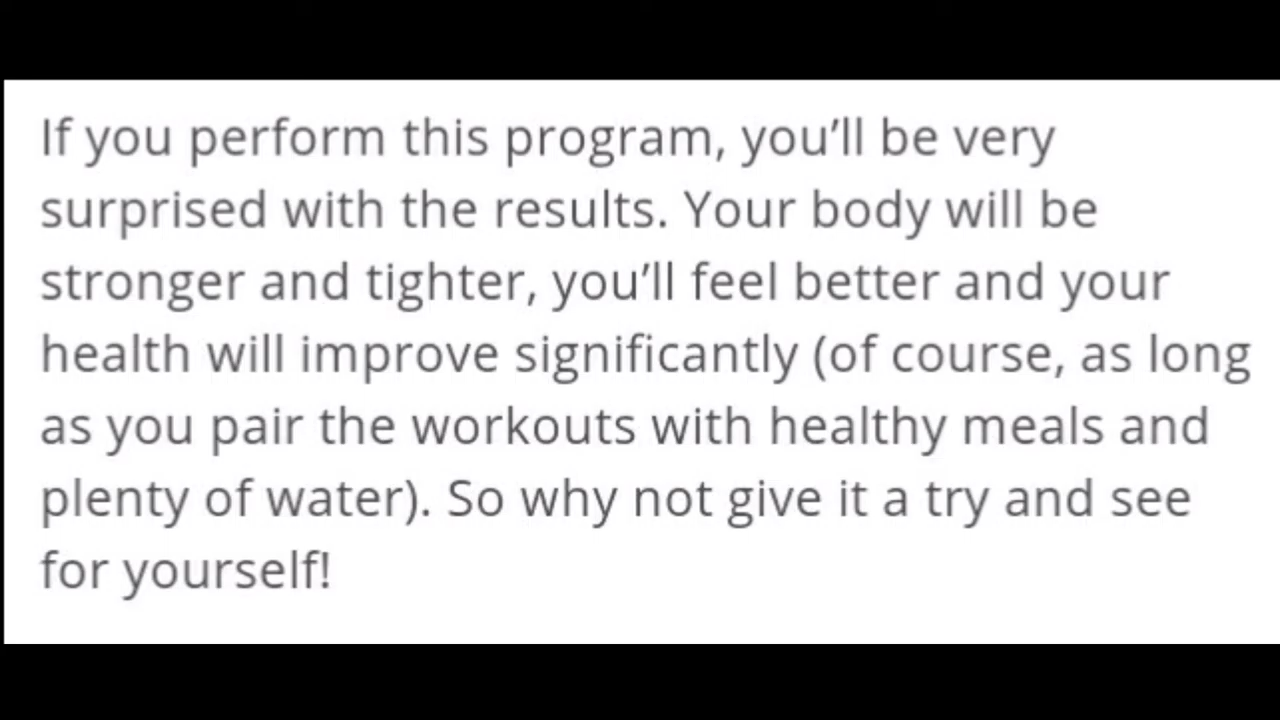 If you perform this program, you’ll be very
surprised with the results. Your body will be
stronger and tighter, you’ll feel better and your
health will improve significantly (of course, as long
as you pair the workouts with healthy meals and
plenty of water). So why not give it a try and see
for yourself!